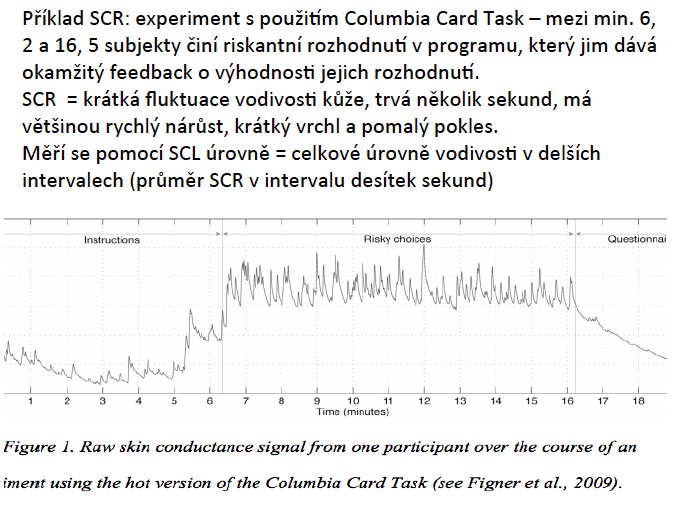 Příklad SCR: experiment s použitím Columbia Card Task – mezi min. 6,
2 a 16, 5 subjekty činí riskantní rozhodnutí v programu, který jim dává
okamžitý feedback o výhodnosti jejich rozhodnutí.
SCR  = krátká fluktuace vodivosti kůže, trvá několik sekund, má
většinou rychlý nárůst, krátký vrchl a pomalý pokles.
Měří se pomocí SCL úrovně = celkové úrovně vodivosti v delších
intervalech (průměr SCR v intervalu desítek sekund)
Instructions Risky choices Questionnai
1 2 3 4 5 6 7 8 9 10 11 12 13 14 15 16 17 18
Time (minutes)
Figure 1. Raw skin conductance signal from one participant over the course of an
iment using the hot version of the Columbia Card Task (see Figner et al., 2009).